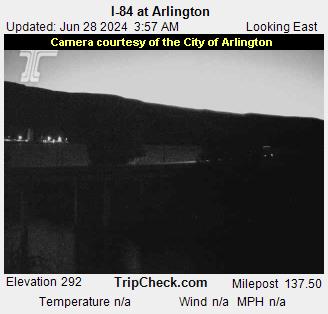 I-84 at Arlington
Updated: Jun 28 2024 3:57 AM Looking East
Camera courtesy of the City of Arlington
Elevation 292 TripCheck.com Milepost 137.50
Temperature n/a Wind n/a MPH n/a